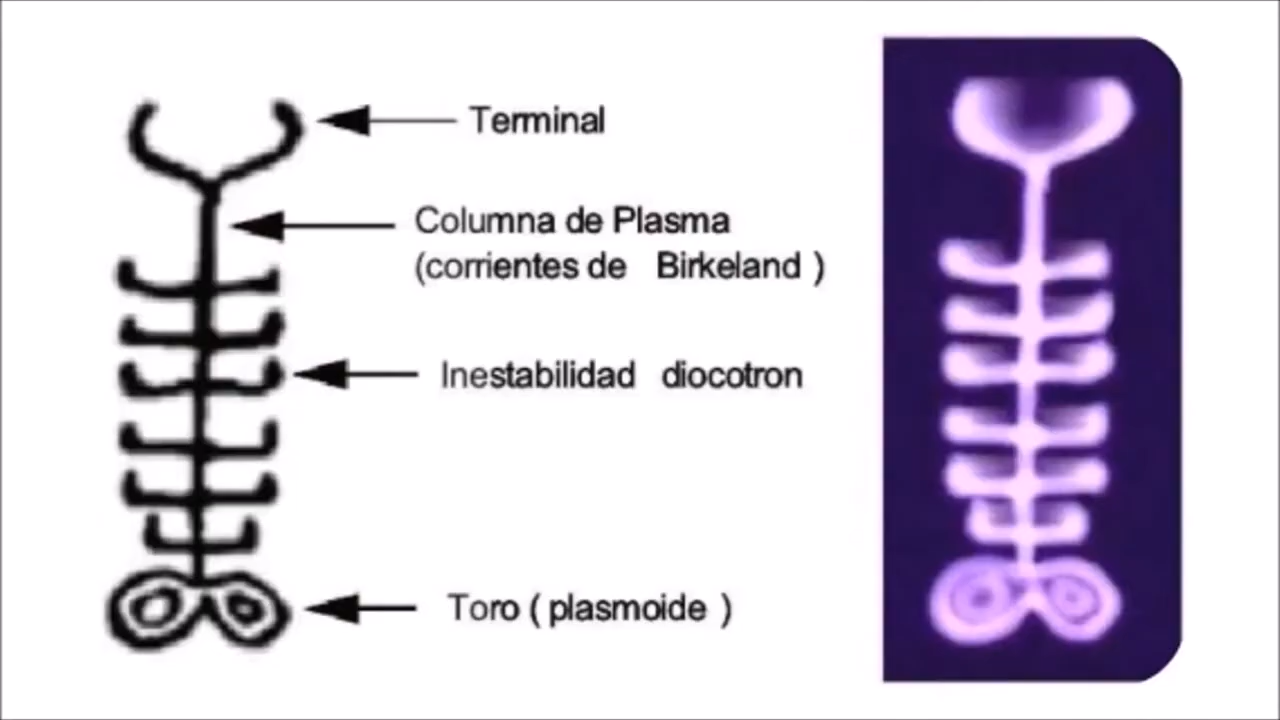 Terminal
Columna de Plasma
(corrientes de Birkeland )
Inestabilidad diocotron
Toro ( plasmoide )